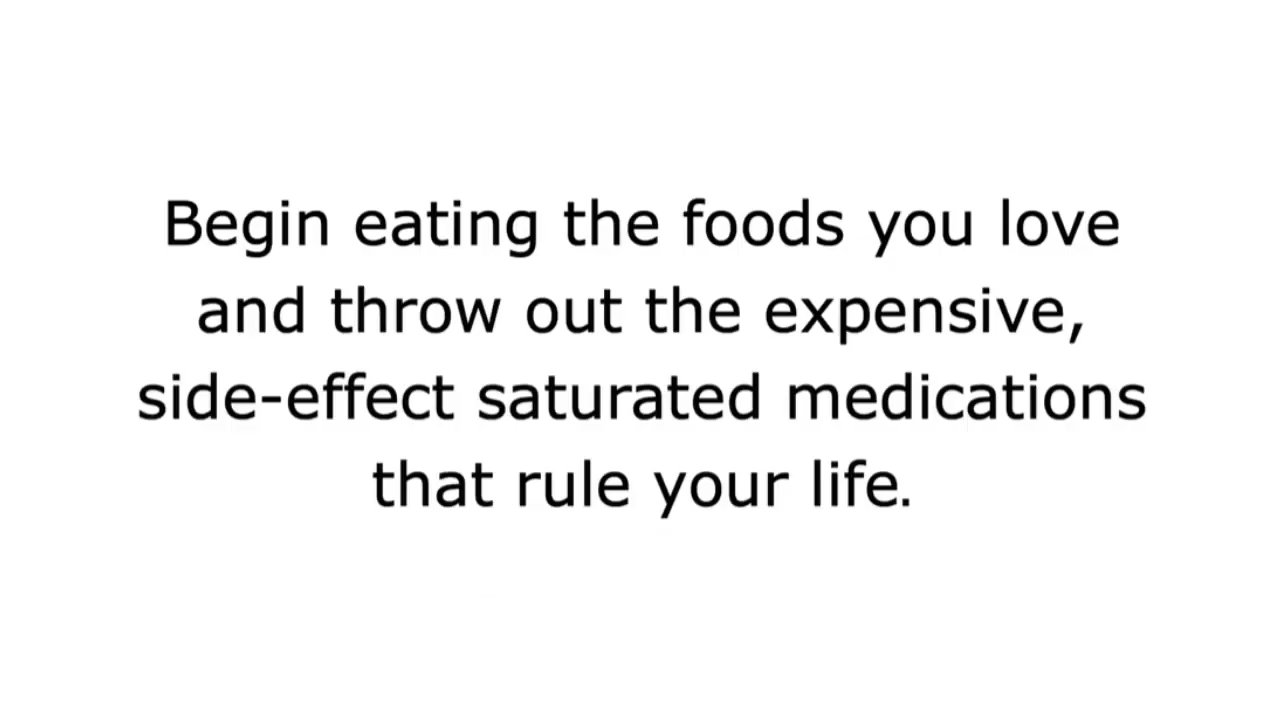 Begin eating the foods you love
and throw out the expensive,
side-effect saturated medications
that rule your life.